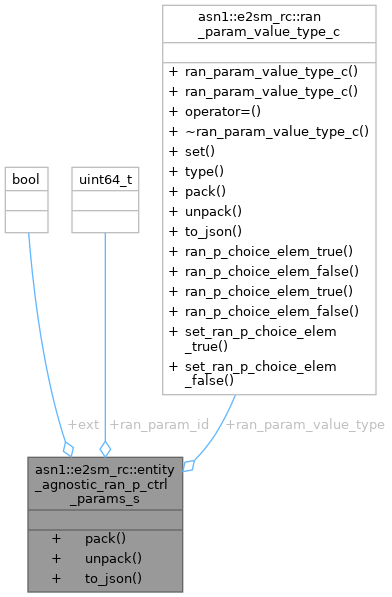 asn1::e2sm_rc::ran
_param_value_type_c
+ ran_param_value_type_c()
+ ran_param_value_type_c()
+ operator=()
+ ~ran_param_value_type_c()
+ set()
+ type()
+ pack()
+ unpack()
+ to_json()
+ ran_p_choice_elem_true()
+ ran_p_choice_elem_false()
+ ran_p_choice_elem_true()
+ ran_p_choice_elem_false()
+ set_ran_p_choice_elem
_true()
+ set_ran_p_choice_elem
_false()
bool
uint64_t
+ext
+ran_param_id
+ran_param_value_type
asn1::e2sm_rc::entity
_agnostic_ran_p_ctrl
_params_s
+ pack()
+ unpack()
+ to_json()